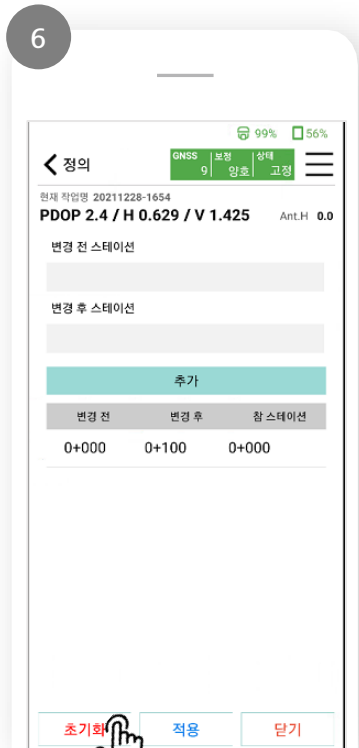 6
99% 56%
정의
GNSS 보정 상태
9 양호 고정
현재 작업명 20211228-1654
PDOP 2.4 / H 0.629 / V 1.425 Ant.H 0.0
변경 전 스테이션
변경 후 스테이션
추가
변경 전 변경 후 참 스테이션
0+000 0+100 0+000
초기화 적용 닫기